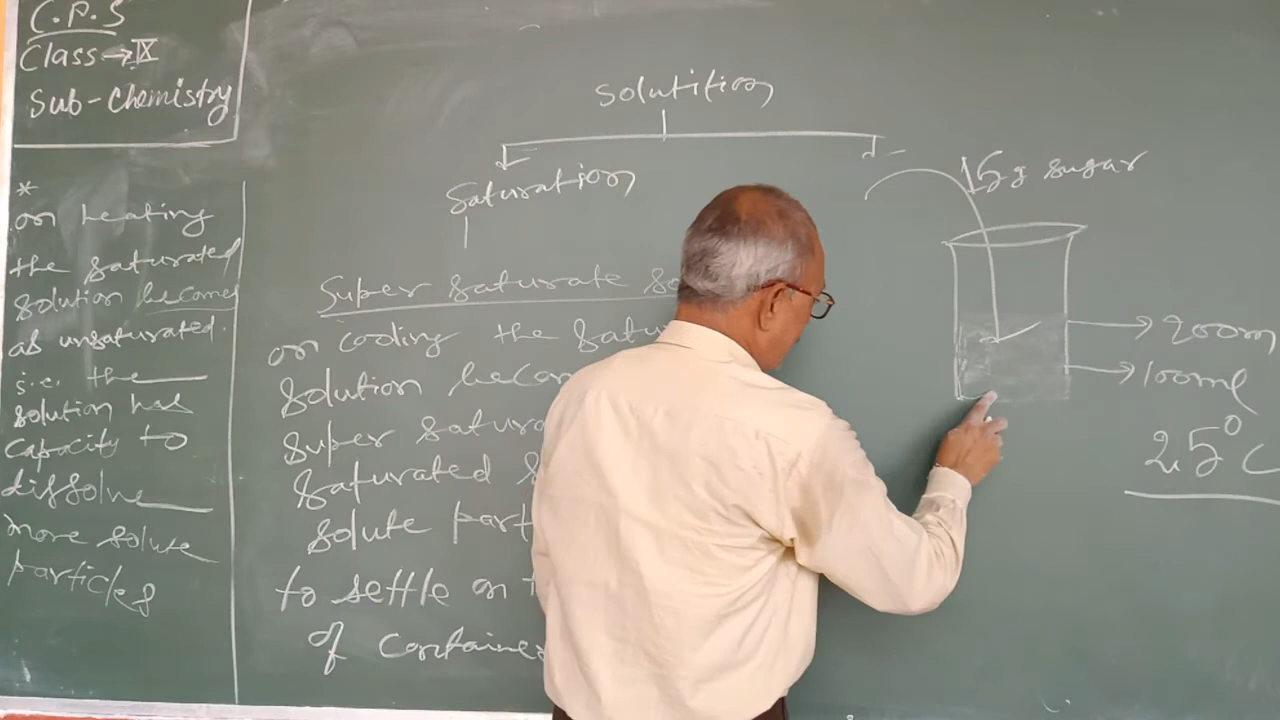 C.P.S
Class→IX
Sub-Chemistry
*
on heating
the saturated
solution becomes
as unsaturated.
i.e. the
solution has
capacity to
dissolve
more solute
particles
solutition
Saturation
Super saturate
on cooling the
solution
super
saturated
solute
to settle on
of Container
15g sugar
200m
100ml
25°C